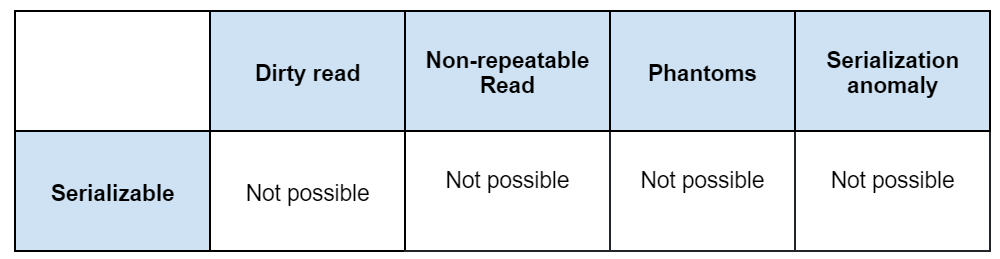 Dirty read
Non-repeatable
Read
Phantoms
Serialization
anomaly
Serializable
Not possible
Not possible
Not possible
Not possible